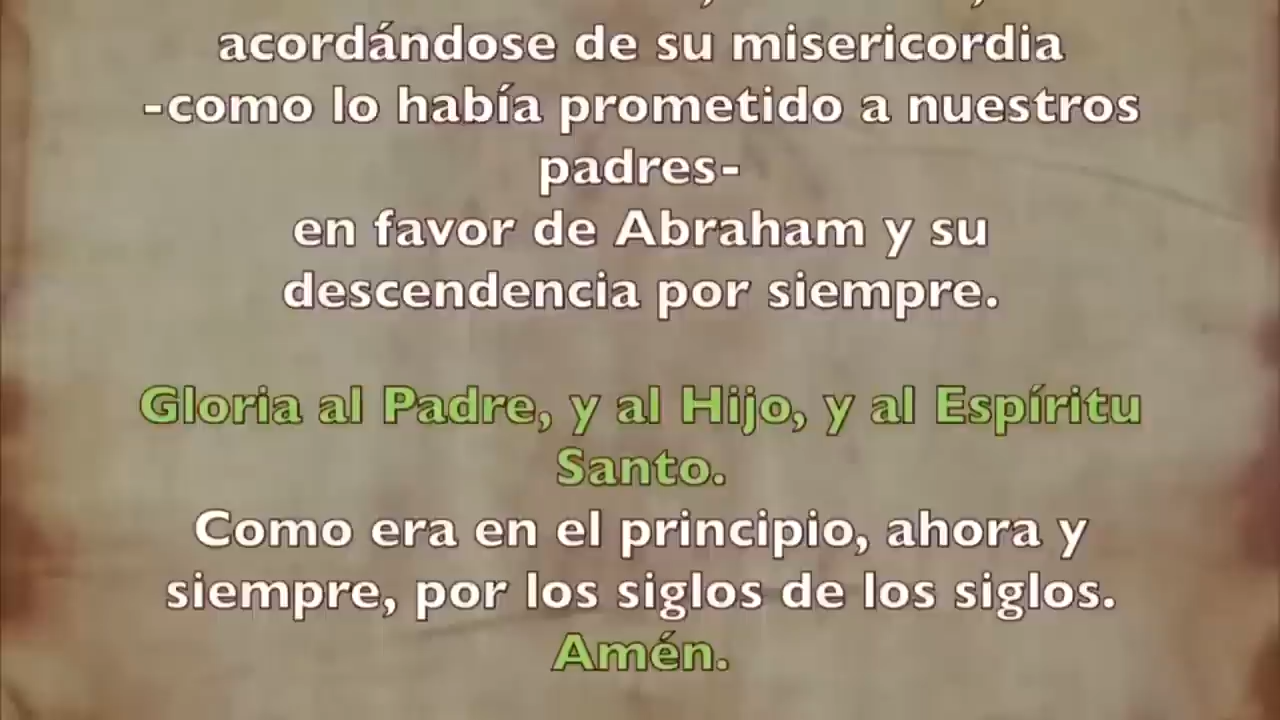 acordándose de su misericordia
-como lo había prometido a nuestros
padres-
en favor de Abraham y su
descendencia por siempre.
Gloria al Padre, y al Hijo, y al Espíritu
Santo.
Como era en el principio, ahora y
siempre, por los siglos de los siglos.
Amén.